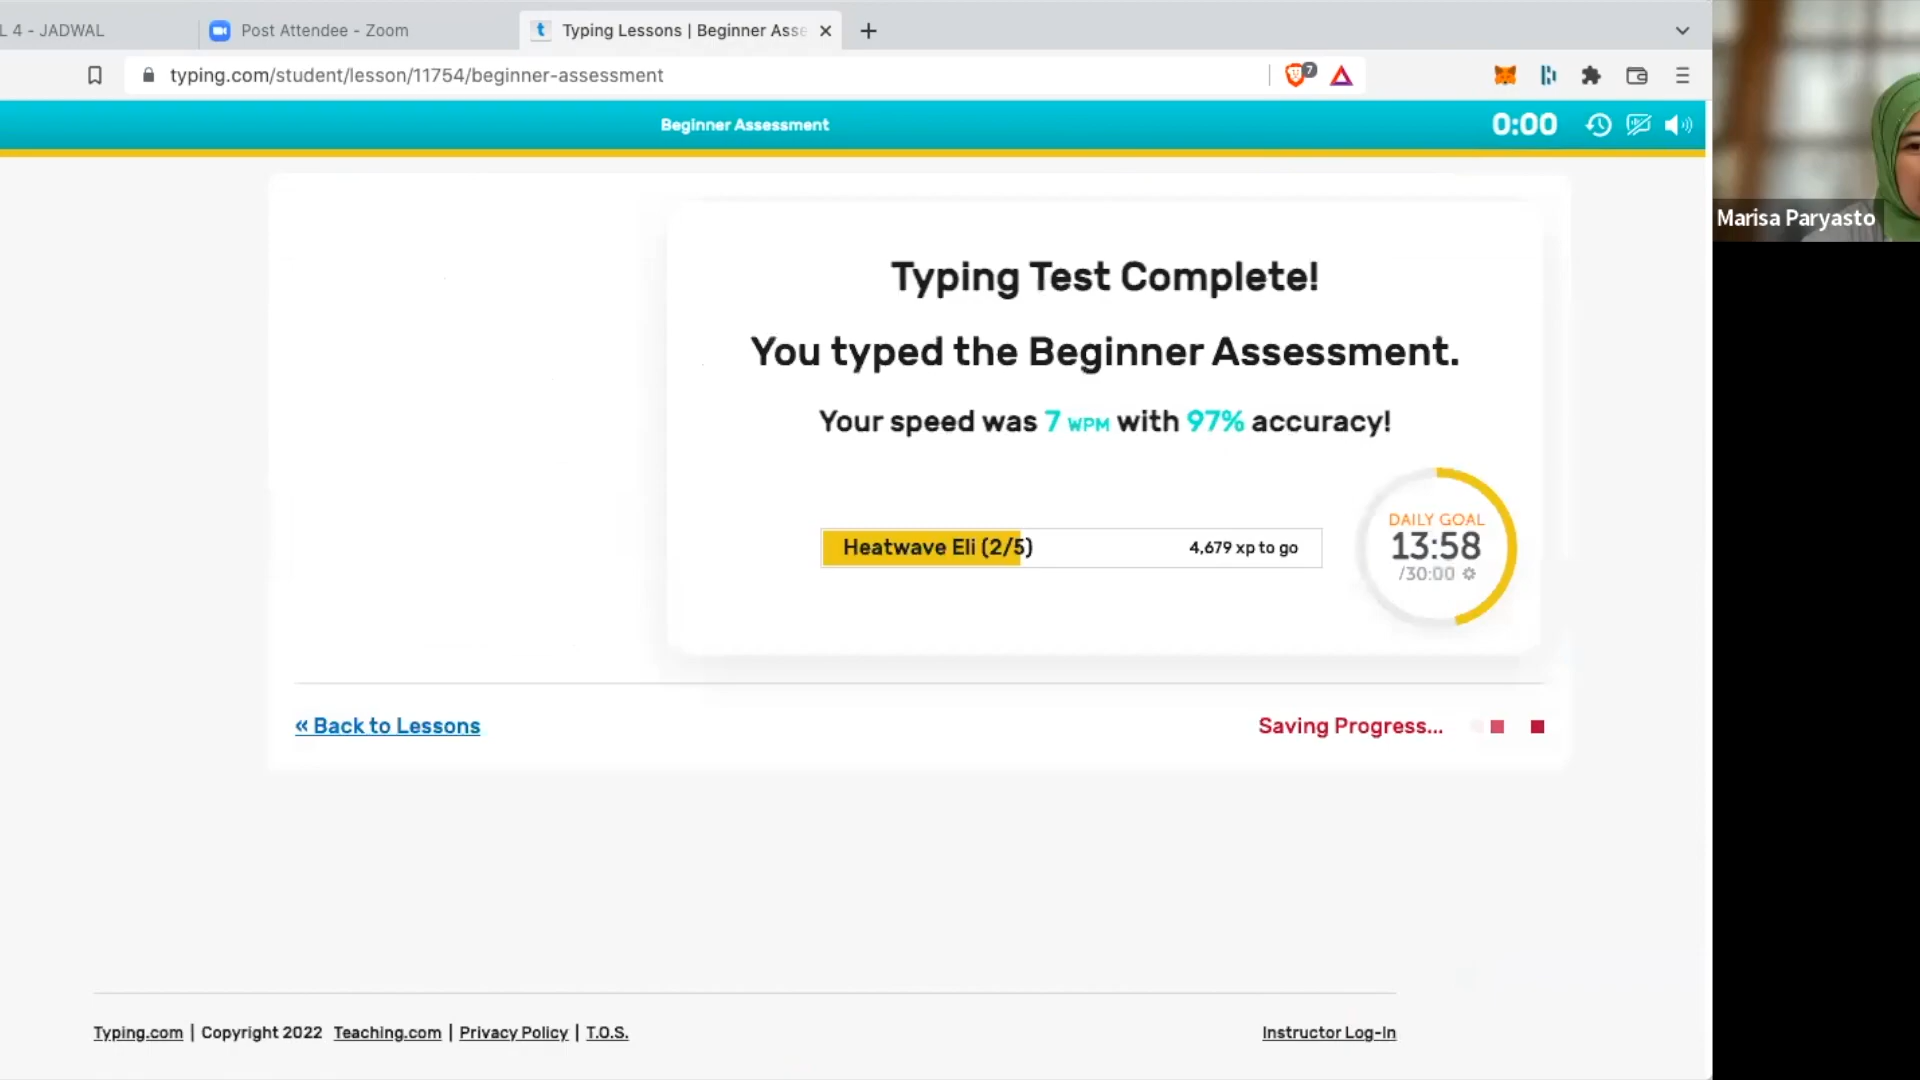 L 4 - JADWAL
Post Attendee - Zoom
Typing Lessons | Beginner Asse
typing.com/student/lesson/11754/beginner-assessment
7
Beginner Assessment
0:00
Marisa Paryasto
Typing Test Complete!
You typed the Beginner Assessment.
Your speed was 7 WPM with 97% accuracy!
Heatwave Eli (2/5)
4,679 xp to go
DAILY GOAL
13:58
/30:00
« Back to Lessons
Saving Progress...
Typing.com | Copyright 2022 Teaching.com | Privacy Policy | T.O.S.
Instructor Log-In